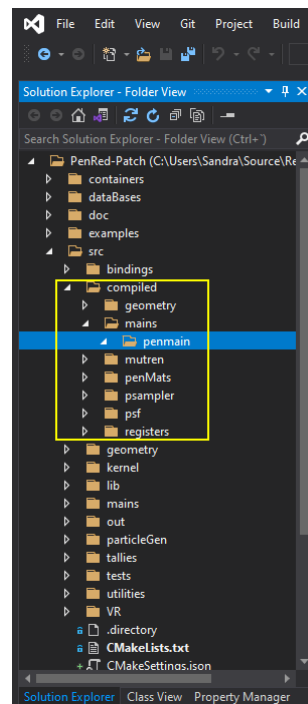 File Edit View Git Project Build
Solution Explorer - Folder View
Search Solution Explorer - Folder View (Ctrl+¨)
PenRed-Patch (C:\Users\Sandra\Source\Re
containers
dataBases
doc
examples
src
bindings
compiled
geometry
mains
penmain
mutren
penMats
psampler
psf
registers
geometry
kernel
lib
mains
out
particleGen
tallies
tests
utilities
VR
.directory
CMakeLists.txt
+ CMakeSettings.json
Solution Explorer Class View Property Manager